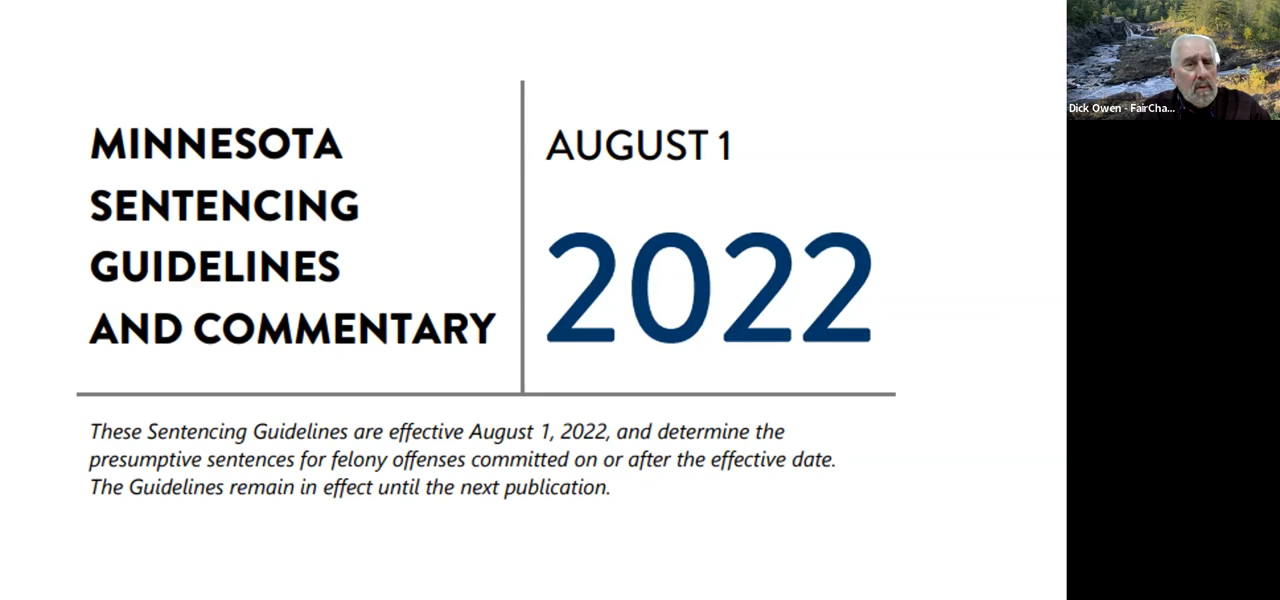 MINNESOTA
SENTENCING
GUIDELINES
AND COMMENTARY
AUGUST 1
2022
These Sentencing Guidelines are effective August 1, 2022, and determine the
presumptive sentences for felony offenses committed on or after the effective date.
The Guidelines remain in effect until the next publication.
Dick Owen - FairCha...